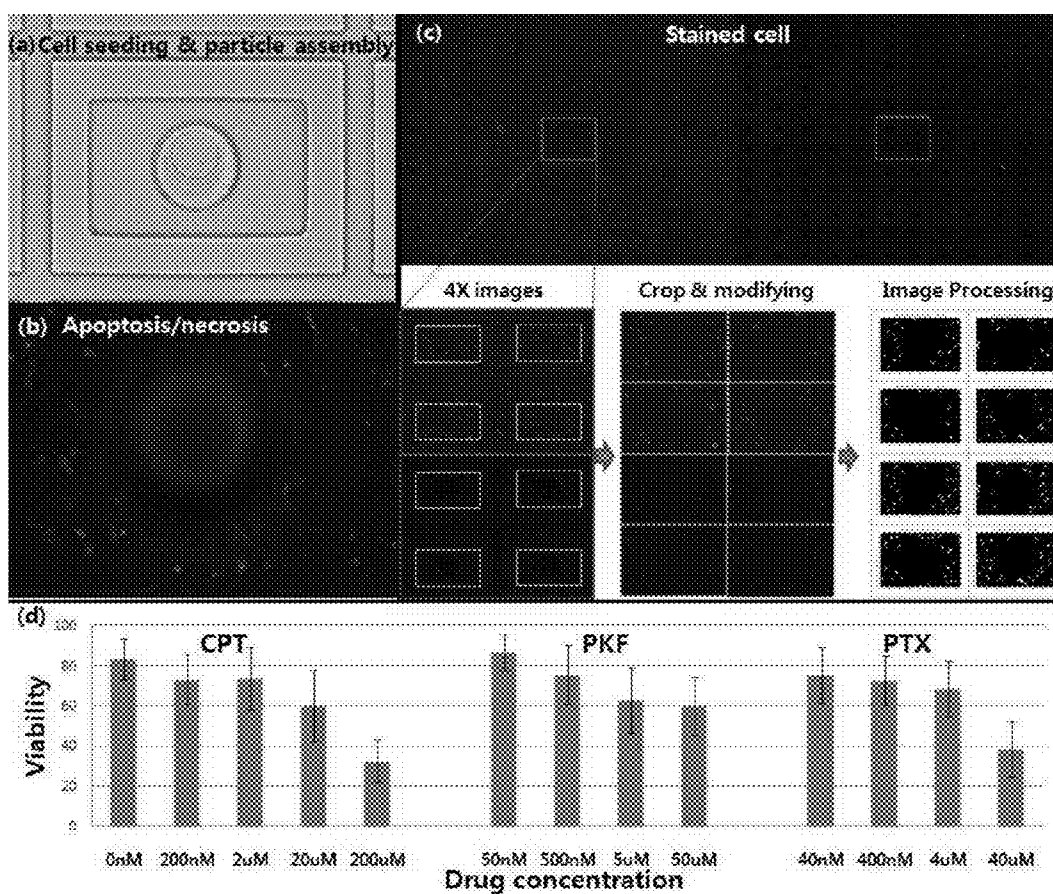 (a) Cell seeding & particle assembly
(c) Stained cell
(b) Apoptosis/necrosis
4X images
Crop & modifying
Image Processing
(d)
100
80
60
40
20
0
Viability
CPT
PKF
PTX
0nM 200nM 2uM 20uM 200uM 50nM 500nM 5uM 50uM 40nM 400nM 4uM 40uM
Drug concentration